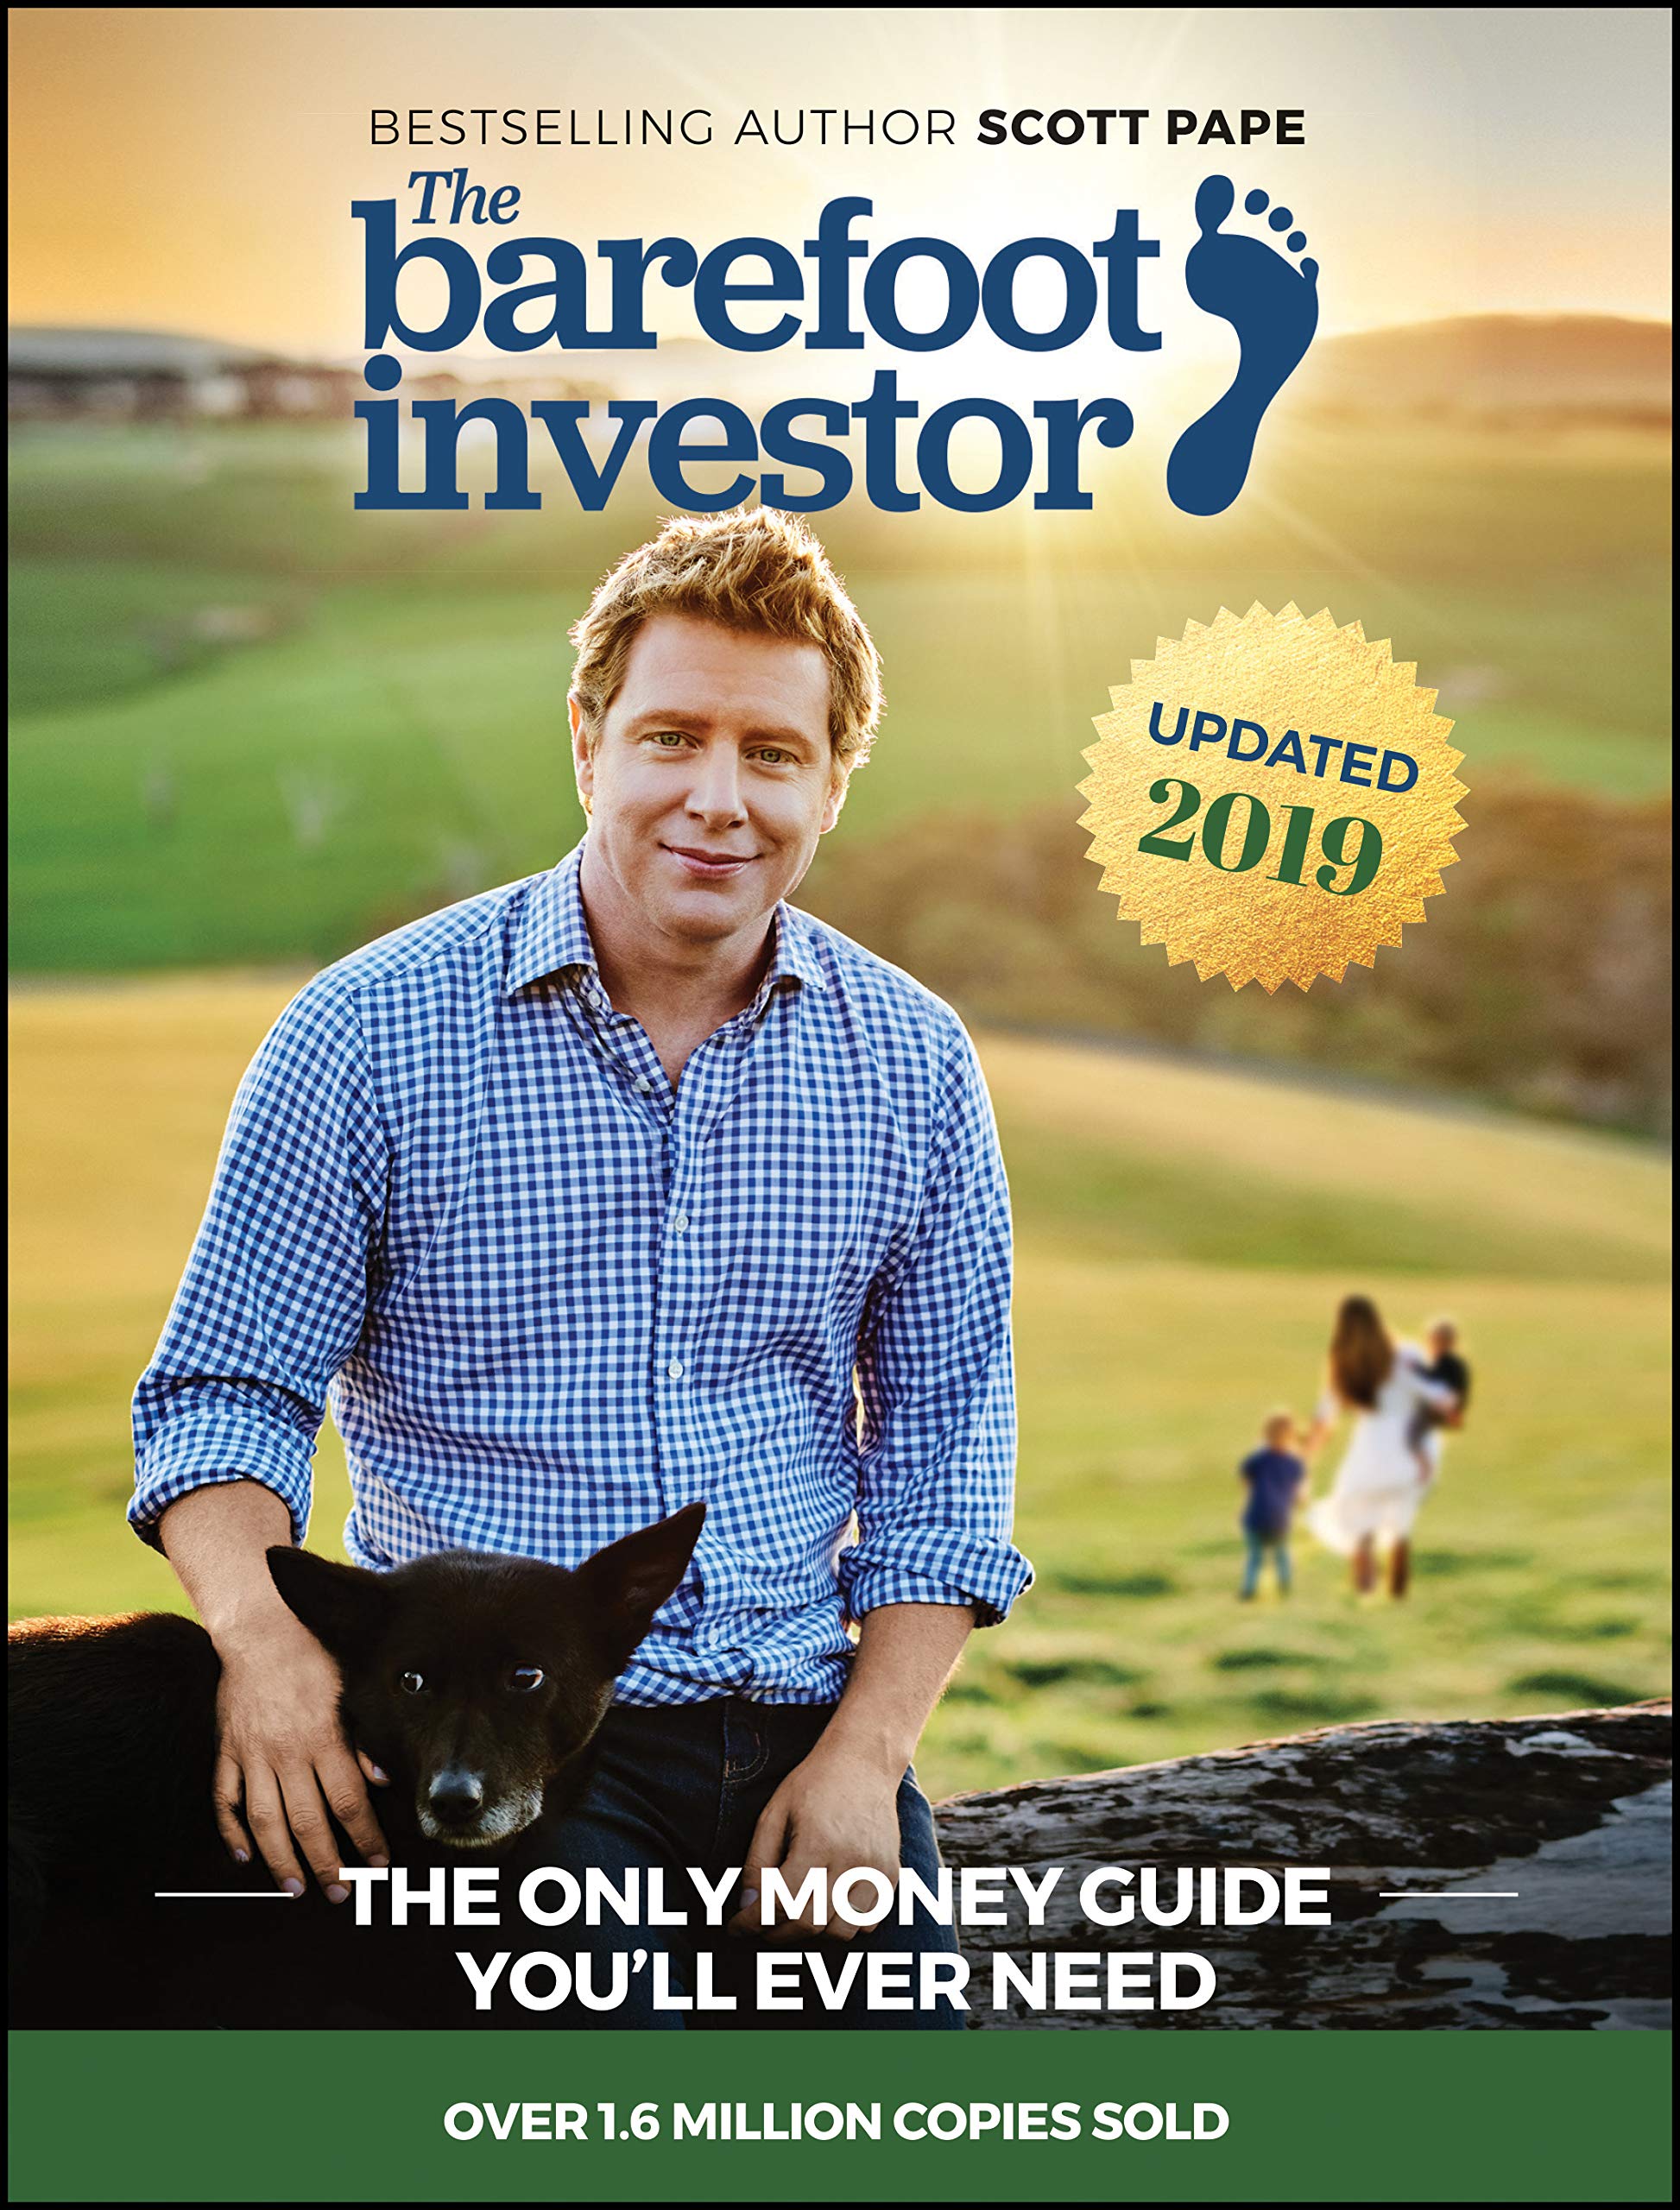 BESTSELLING AUTHOR SCOTT PAPE
The
barefoot
investor
UPDATED
2019
THE ONLY MONEY GUIDE
YOU'LL EVER NEED
OVER 1.6 MILLION COPIES SOLD